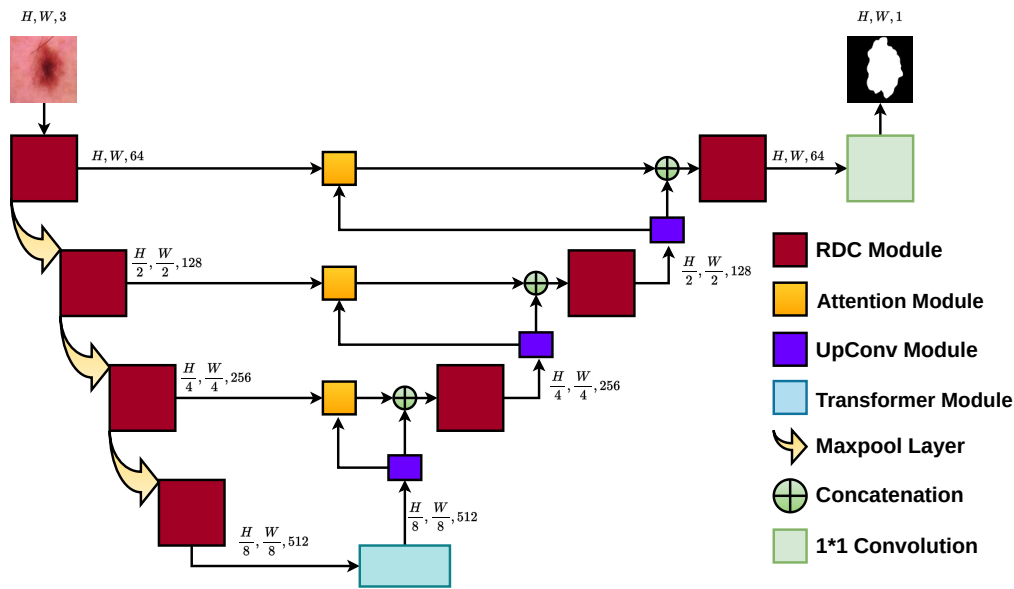 H, W, 3
H, W, 1
H, W, 64
H, W, 64
H/2, W/2, 128
H/2, W/2, 128
H/4, W/4, 256
H/4, W/4, 256
H/8, W/8, 512
H/8, W/8, 512
RDC Module
Attention Module
UpConv Module
Transformer Module
Maxpool Layer
Concatenation
1*1 Convolution